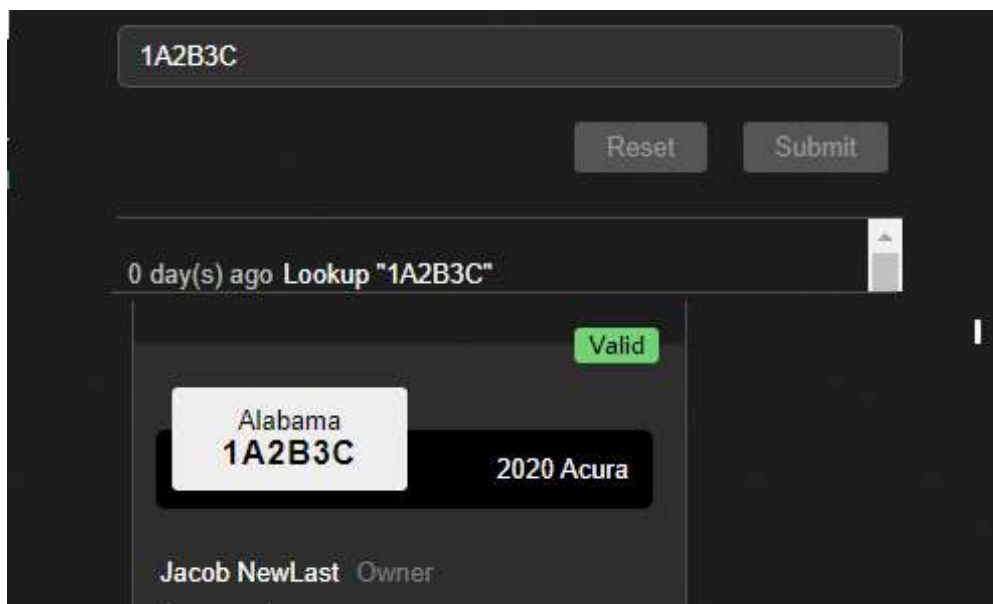 1A2B3C
Reset Submit
0 day(s) ago Lookup "1A2B3C"
Valid
Alabama
1A2B3C
2020 Acura
Jacob NewLast Owner